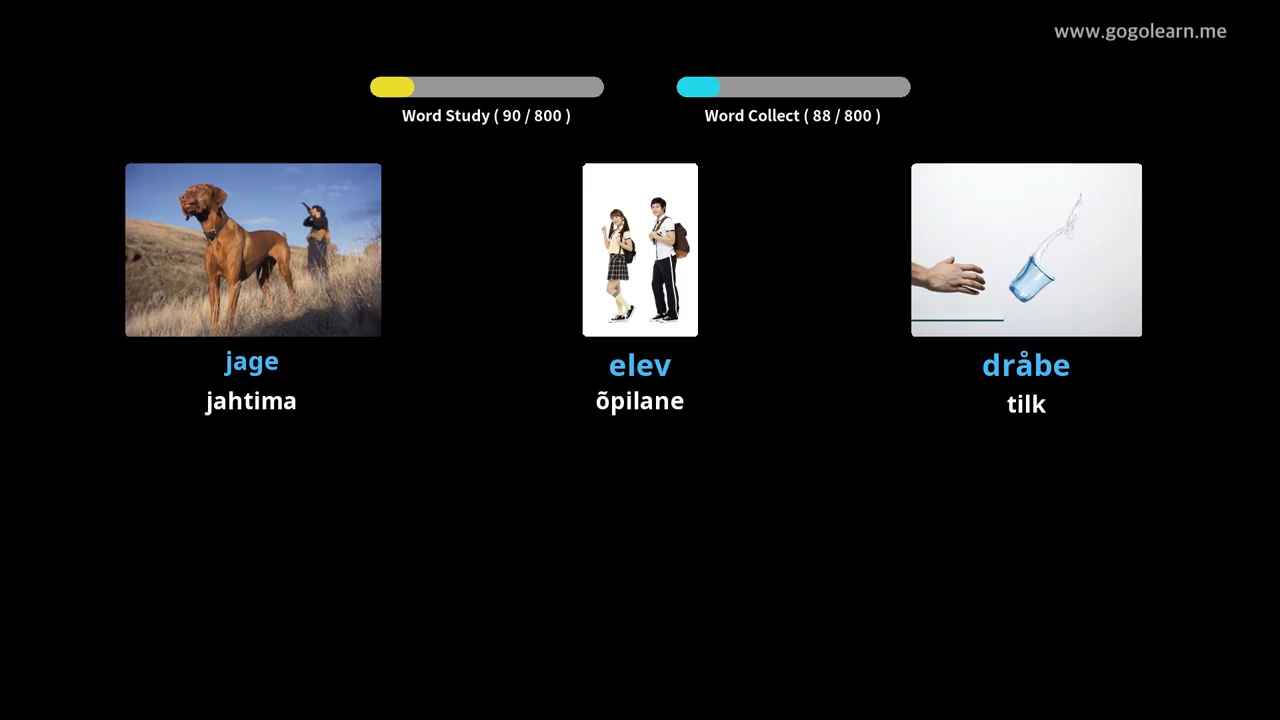 www.gogolearn.me
Word Study ( 90 / 800 )
Word Collect ( 88 / 800 )
jage
jahtima
elev
õpilane
dråbe
tilk